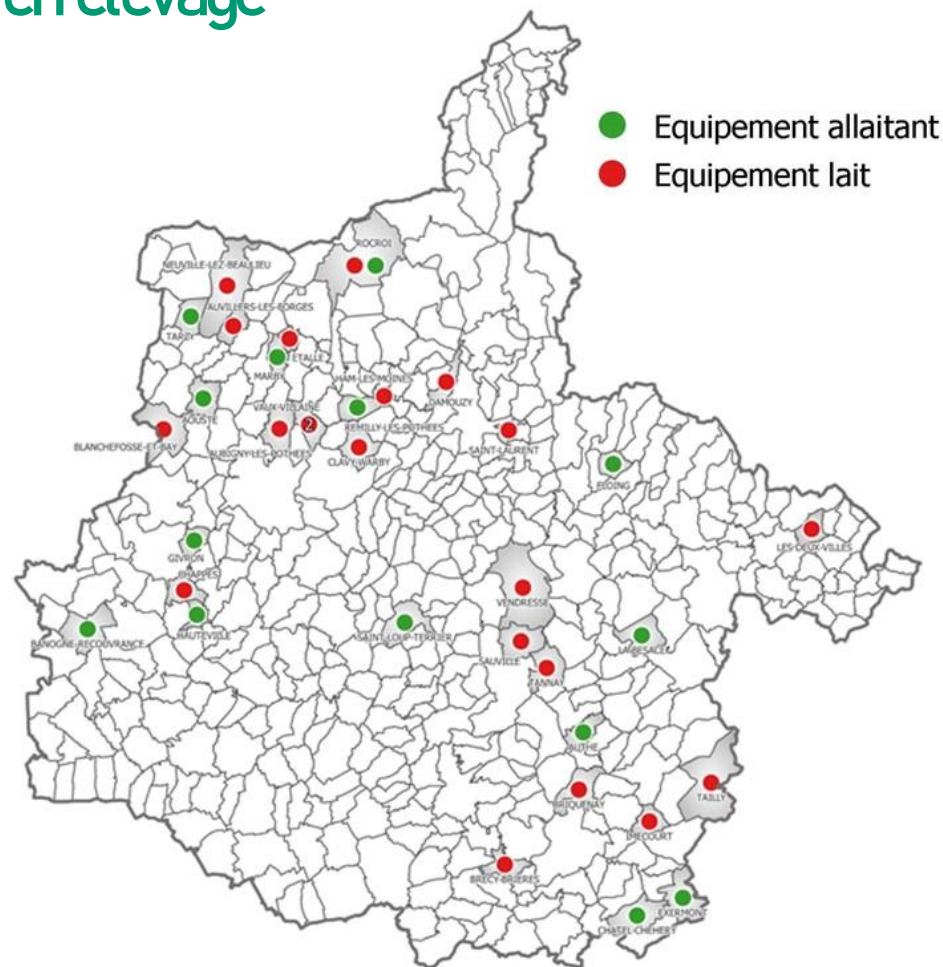 en élevage
Equipement allaitant
Equipement lait
ROCROI
NEUVILLE-LEZ-BEAULIEU
AUVILLERS-LES-FORGES
TARZY
ETALLE
MARBY
HAM-LES-MOINES
DAMOUZY
AOUSTE
VAUX-VILLAINE
2
REMILLY-LES-POTHEES
BLANCHEFOSSE-ET-BAY
AUBIGNY-LES-POTHEES
CLAVY-WARBY
SAINT-LAURENT
FLOING
LES-DEUX-VILLES
GIVRON
CHAPPES
VENDRESSE
HAUTEVILLE
BANOGNE-RECOUVRANCE
SAINT-LOUP-TERRIER
LA-BESACE
SAUVILLE
TANNAY
AUTHE
TAILLY
BRIQUENAY
IMECOURT
BRECY-BRIERES
EXERMONT
CHATEL-CHEHERY